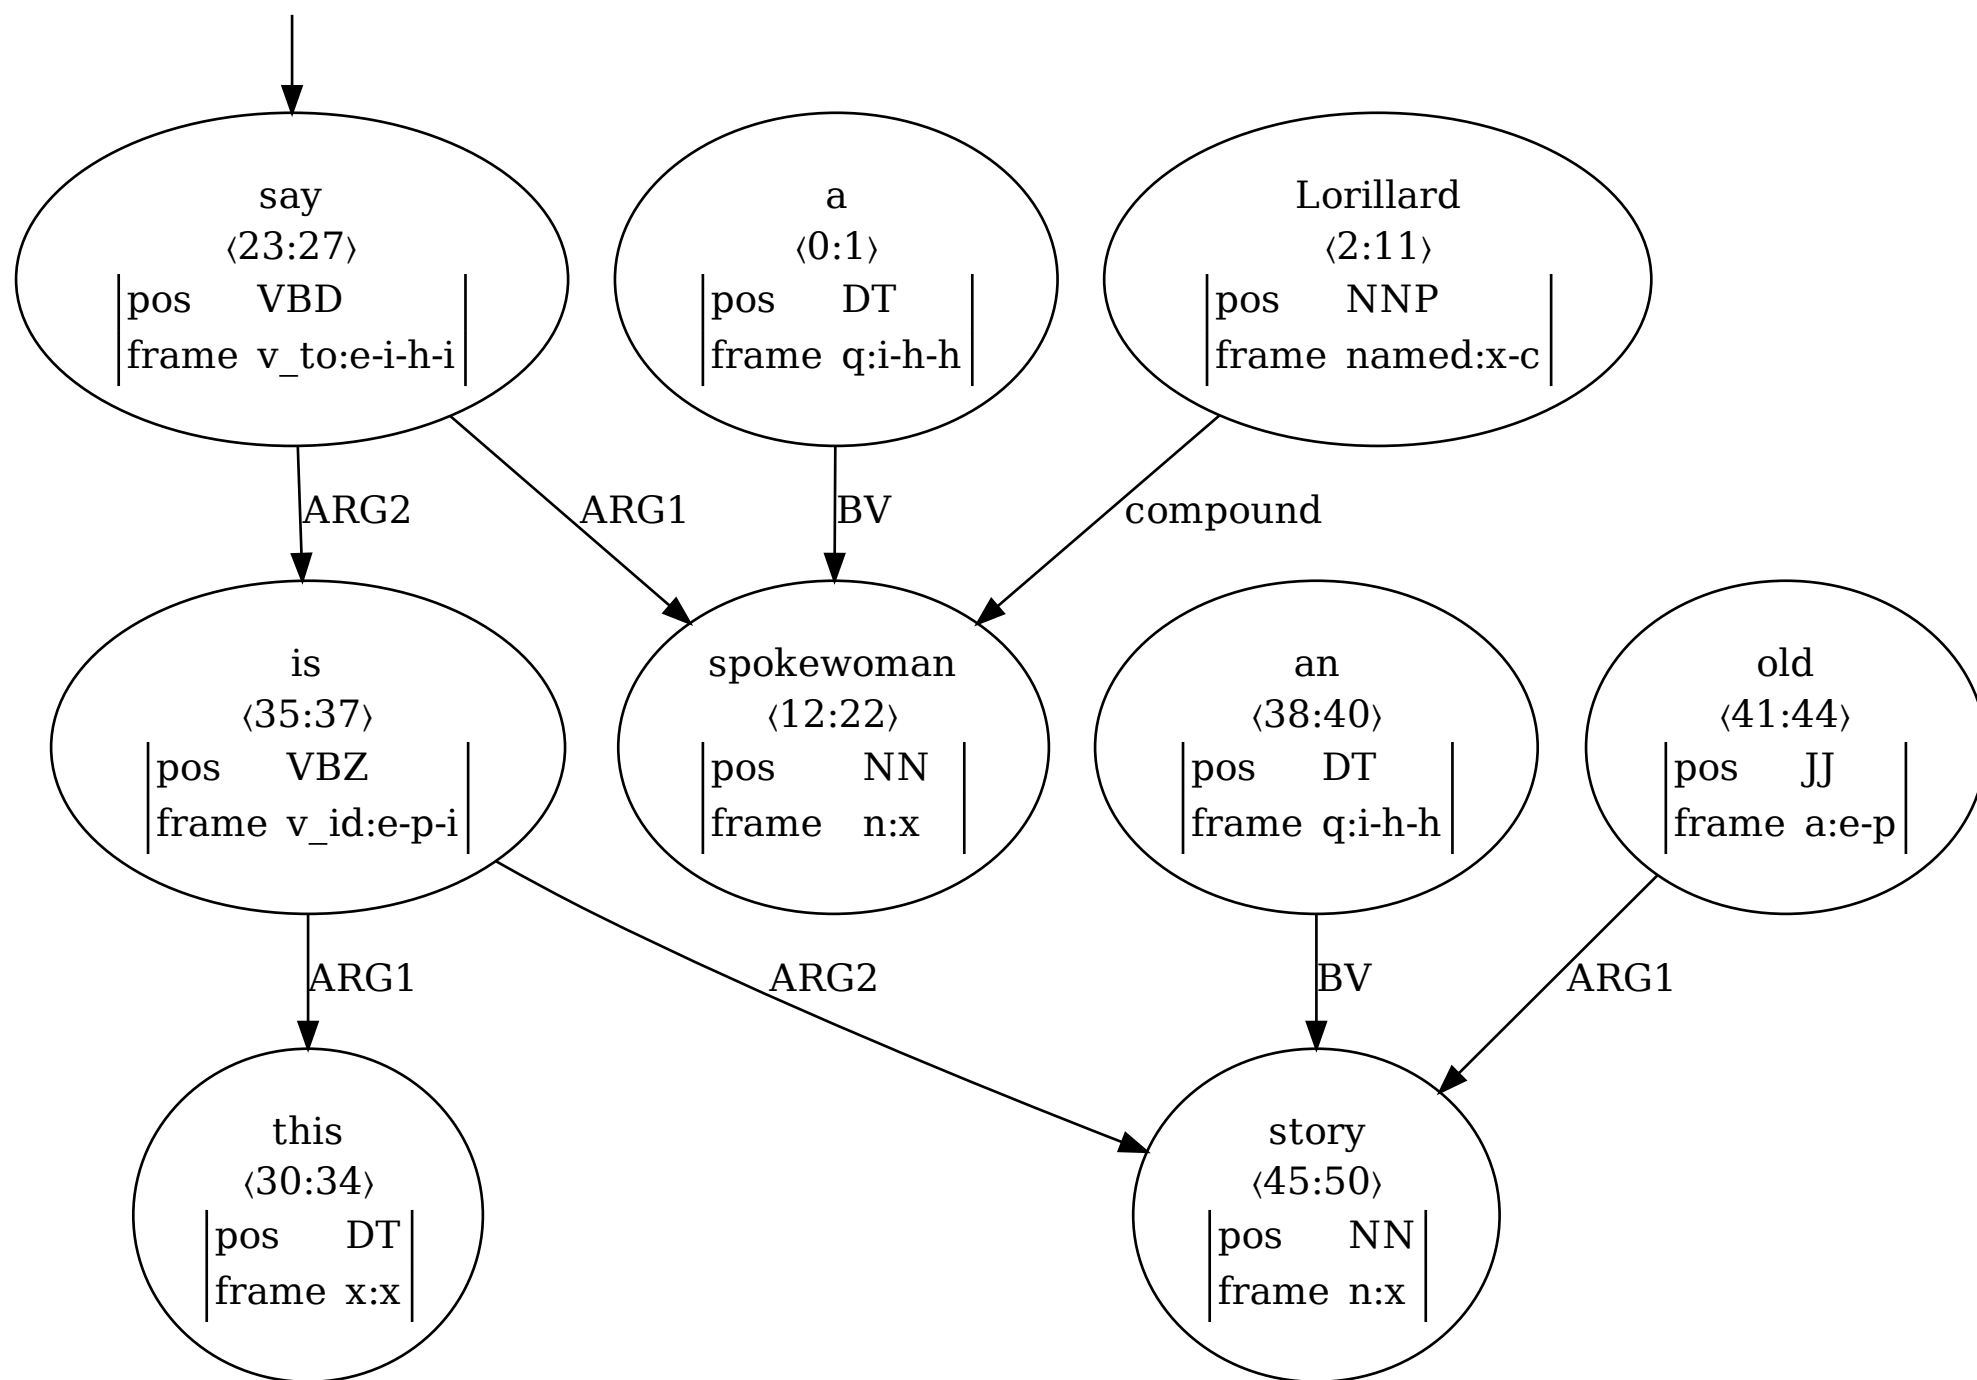 say
⟨23:27⟩
pos VBD
frame v_to:e-i-h-i
a
⟨0:1⟩
pos DT
frame q:i-h-h
Lorillard
⟨2:11⟩
pos NNP
frame named:x-c
ARG2
ARG1
BV
compound
is
⟨35:37⟩
pos VBZ
frame v_id:e-p-i
spokewoman
⟨12:22⟩
pos NN
frame n:x
an
⟨38:40⟩
pos DT
frame q:i-h-h
old
⟨41:44⟩
pos JJ
frame a:e-p
ARG1
ARG2
BV
ARG1
this
⟨30:34⟩
pos DT
frame x:x
story
⟨45:50⟩
pos NN
frame n:x